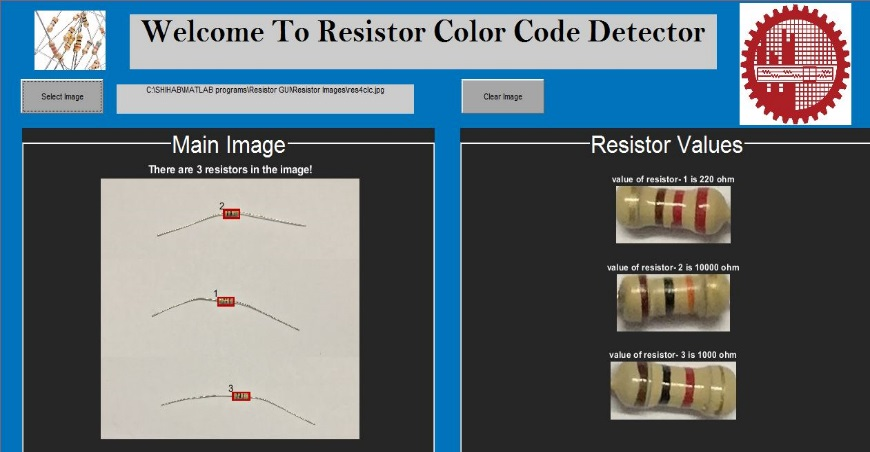 Welcome To Resistor Color Code Detector
Select Image
C:\SHIHAB\MATLAB programs\Resistor GUI\Resistor Images\res4cic.jpg
Clear Image
Main Image
There are 3 resistors in the image!
2
1
3
Resistor Values
value of resistor- 1 is 220 ohm
value of resistor- 2 is 10000 ohm
value of resistor- 3 is 1000 ohm